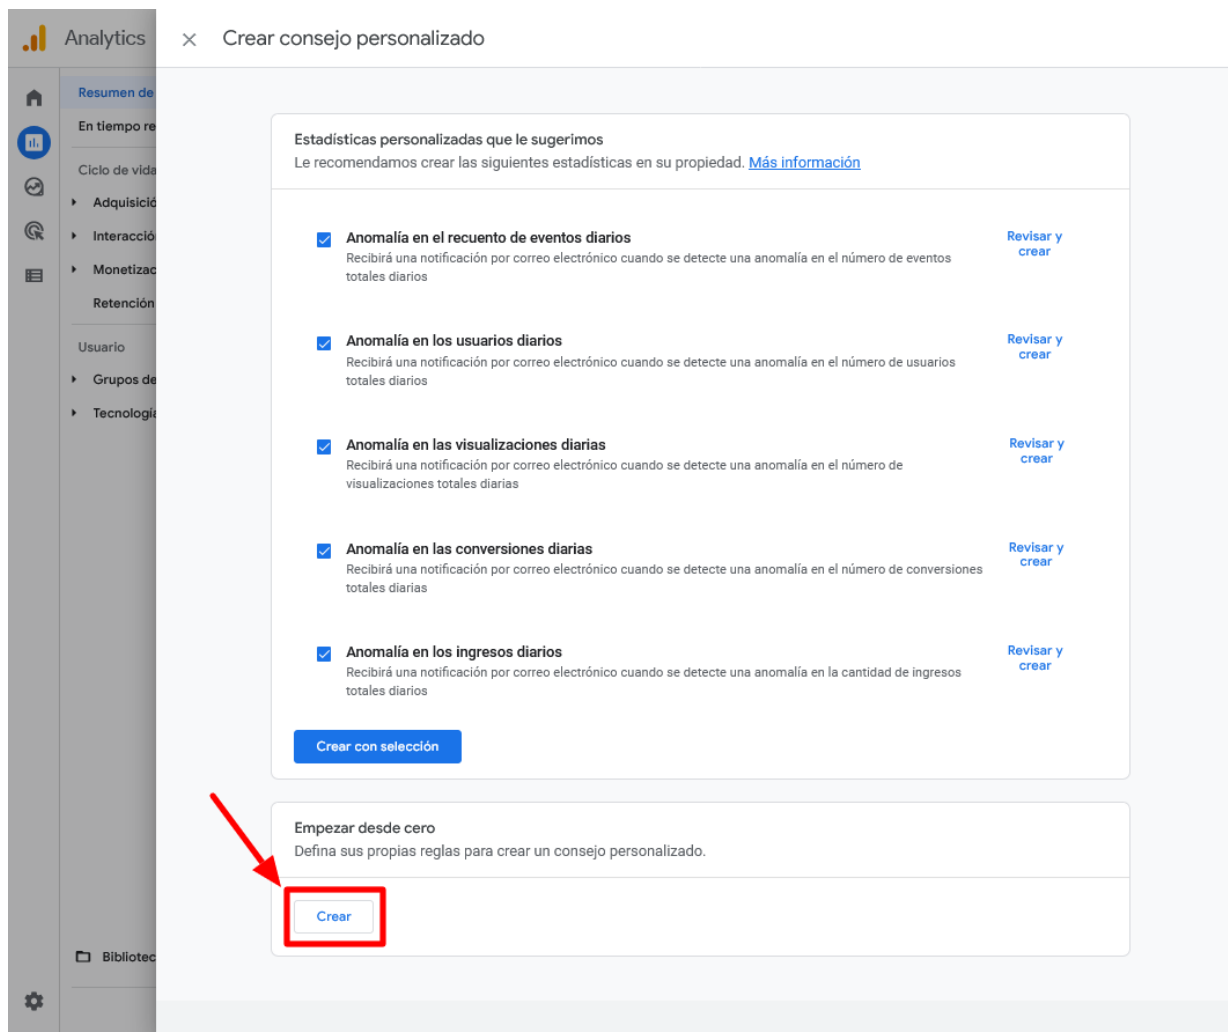 Analytics
Crear consejo personalizado
Resumen de
En tiempo re
Ciclo de vida
Adquisició
Interacció
Monetizac
Retención
Usuario
Grupos de
Tecnología
Bibliotec
Estadísticas personalizadas que le sugerimos
Le recomendamos crear las siguientes estadísticas en su propiedad. Más información
Anomalía en el recuento de eventos diarios
Recibirá una notificación por correo electrónico cuando se detecte una anomalía en el número de eventos
totales diarios
Revisar y
crear
Anomalía en los usuarios diarios
Recibirá una notificación por correo electrónico cuando se detecte una anomalía en el número de usuarios
totales diarios
Revisar y
crear
Anomalía en las visualizaciones diarias
Recibirá una notificación por correo electrónico cuando se detecte una anomalía en el número de
visualizaciones totales diarias
Revisar y
crear
Anomalía en las conversiones diarias
Recibirá una notificación por correo electrónico cuando se detecte una anomalía en el número de conversiones
totales diarias
Revisar y
crear
Anomalía en los ingresos diarios
Recibirá una notificación por correo electrónico cuando se detecte una anomalía en la cantidad de ingresos
totales diarios
Revisar y
crear
Crear con selección
Empezar desde cero
Defina sus propias reglas para crear un consejo personalizado.
Crear